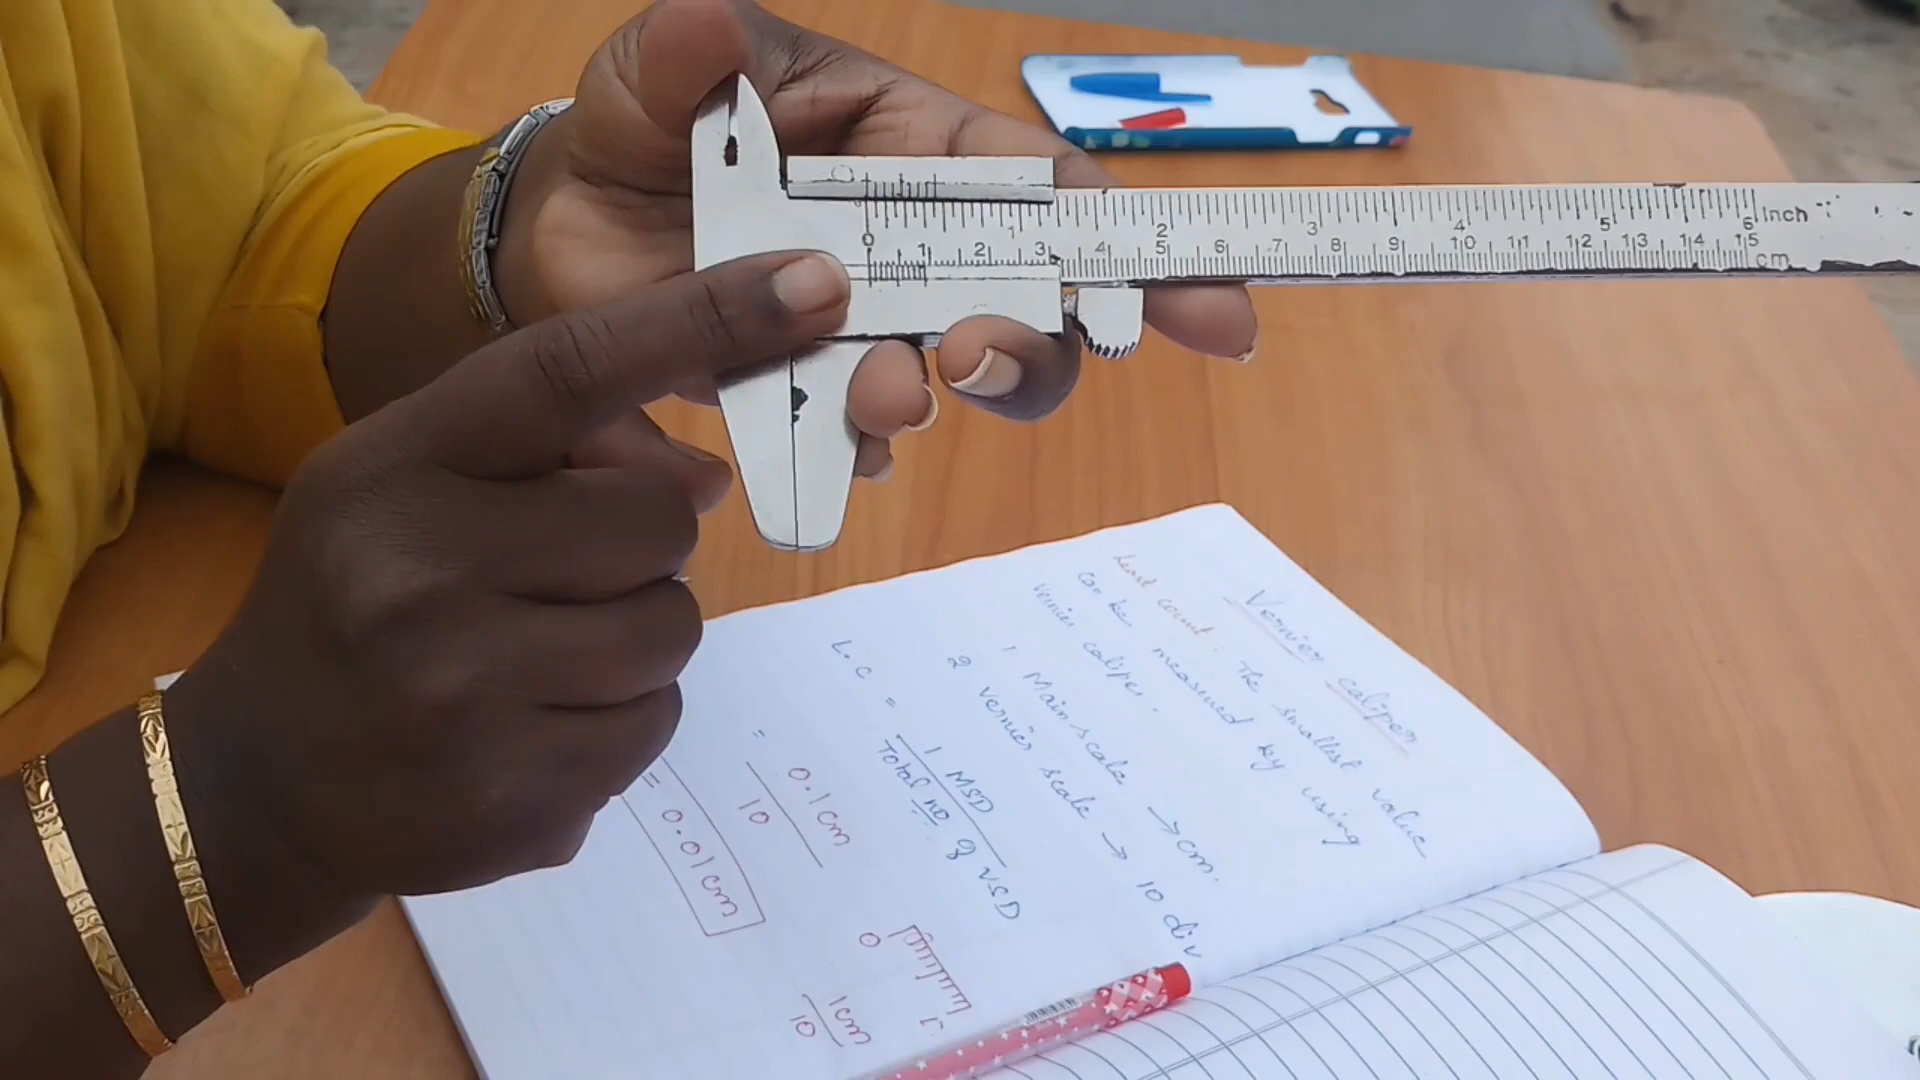 1 2 3 4 5 6 Inch
0 1 2 3 4 5 6 7 8 9 10 11 12 13 14 15
cm
Vernier caliper
Least count: The smallest value
can be measured by using
vernier caliper.
1. Main scale → cm.
2 vernier scale → 10 div
L.c = 1 MSD
Total no of VSD
= 0.1cm
10
= 0.01cm
0 1
1cm
10